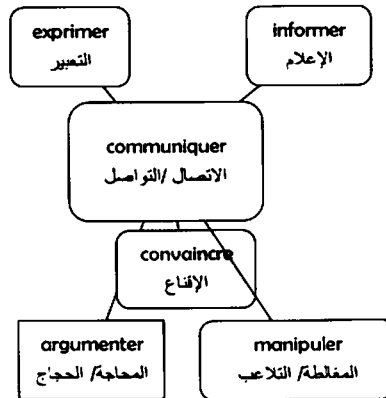 exprimer
التعبير
informer
الإعلام
communiquer
الاتصال /التواصل
convaincre
الإقناع
argumenter
المحاجة/ الحجاج
manipuler
المغالطة/ التلاعب